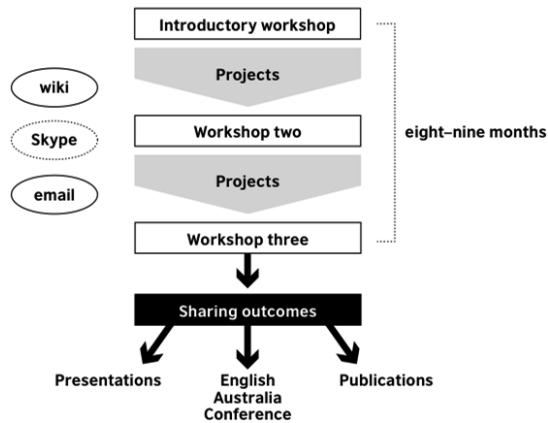 Introductory workshop
Projects
wiki
Workshop two
eight–nine months
Skype
Projects
email
Workshop three
Sharing outcomes
Presentations
English
Australia
Conference
Publications